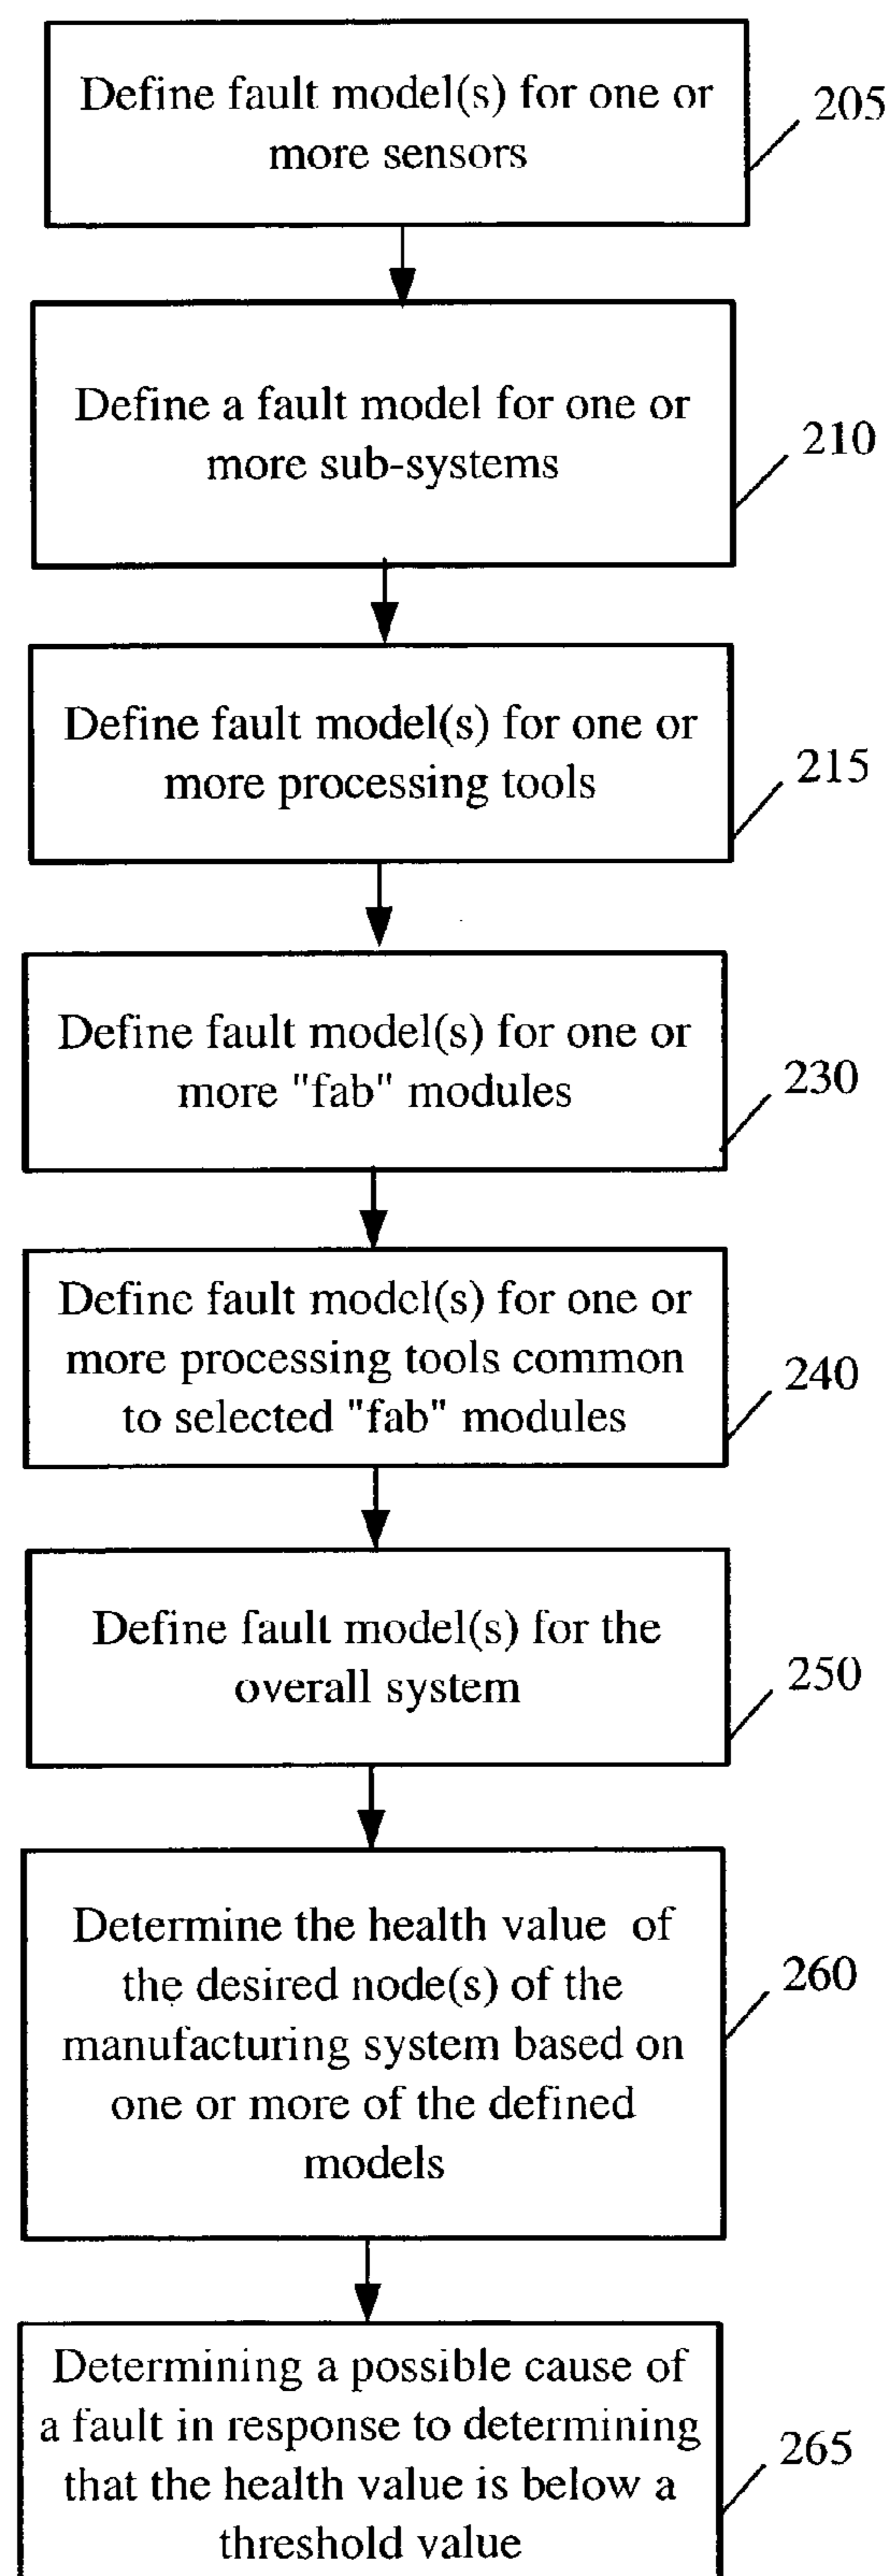 Define fault model(s) for one or
more sensors
205
Define a fault model for one or
more sub-systems
210
Define fault model(s) for one or
more processing tools
215
Define fault model(s) for one or
more "fab" modules
230
Define fault model(s) for one or
more processing tools common
to selected "fab" modules
240
Define fault model(s) for the
overall system
250
Determine the health value of
the desired node(s) of the
manufacturing system based on
one or more of the defined
models
260
Determining a possible cause of
a fault in response to determining
that the health value is below a
threshold value
265